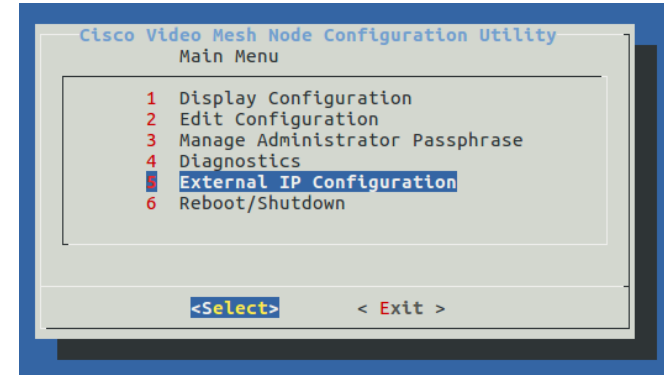 Cisco Video Mesh Node Configuration Utility
Main Menu
1 Display Configuration
2 Edit Configuration
3 Manage Administrator Passphrase
4 Diagnostics
5 External IP Configuration
6 Reboot/Shutdown
<Select> < Exit >